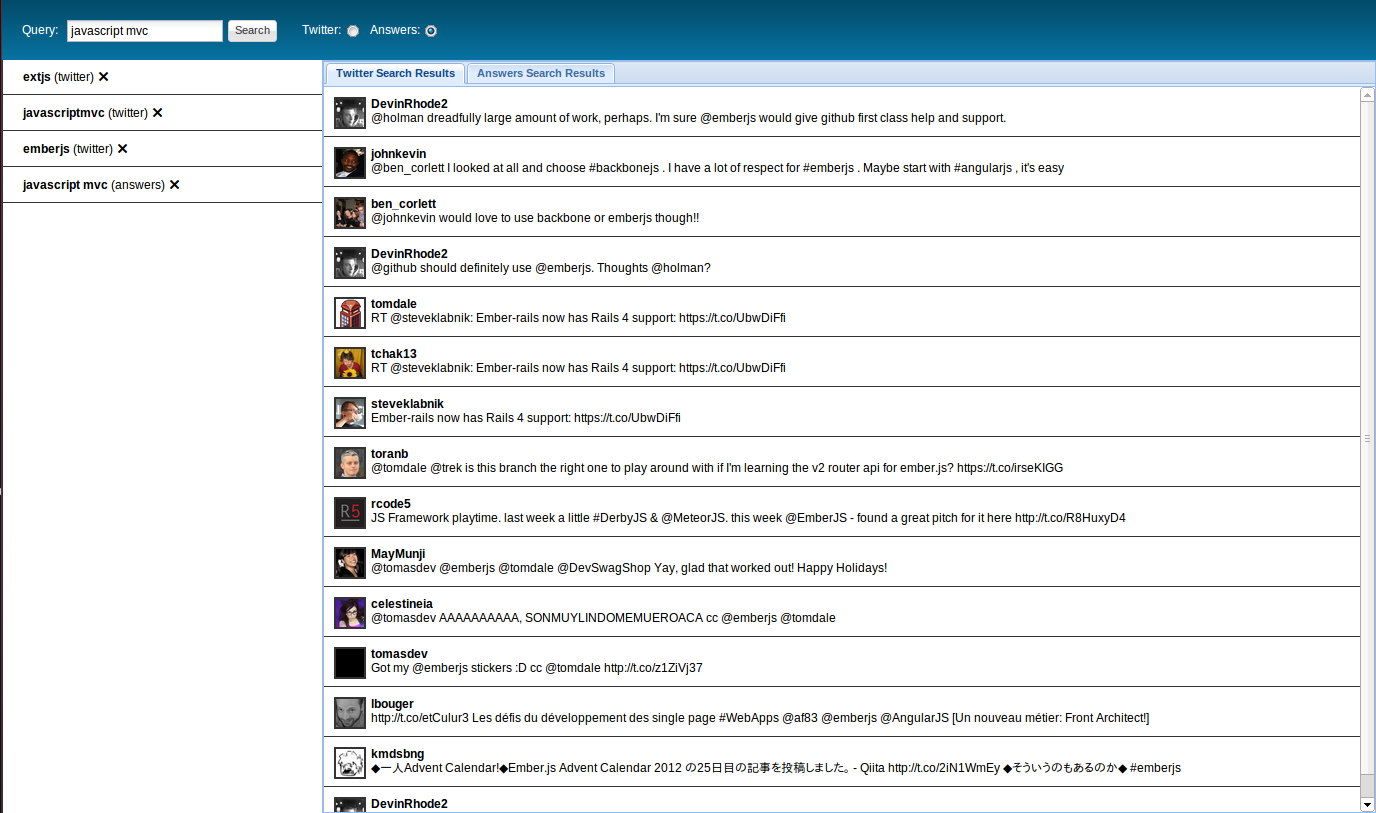 Query: javascript mvc Search Twitter: Answers:
extjs (twitter) ✕
javascriptmvc (twitter) ✕
emberjs (twitter) ✕
javascript mvc (answers) ✕
Twitter Search Results Answers Search Results
DevinRhode2
@holman dreadfully large amount of work, perhaps. I'm sure @emberjs would give github first class help and support.
johnkevin
@ben_corlett I looked at all and choose #backbonejs . I have a lot of respect for #emberjs . Maybe start with #angularjs , it's easy
ben_corlett
@johnkevin would love to use backbone or emberjs though!!
DevinRhode2
@github should definitely use @emberjs. Thoughts @holman?
tomdale
RT @steveklabnik: Ember-rails now has Rails 4 support: https://t.co/UbwDiFfi
tchak13
RT @steveklabnik: Ember-rails now has Rails 4 support: https://t.co/UbwDiFfi
steveklabnik
Ember-rails now has Rails 4 support: https://t.co/UbwDiFfi
toranb
@tomdale @trek is this branch the right one to play around with if I'm learning the v2 router api for ember.js? https://t.co/irseKIGG
R5
rcode5
JS Framework playtime. last week a little #DerbyJS & @MeteorJS. this week @EmberJS - found a great pitch for it here http://t.co/R8HuxyD4
MayMunji
@tomasdev @emberjs @tomdale @DevSwagShop Yay, glad that worked out! Happy Holidays!
celestineia
@tomasdev AAAAAAAAAA, SONMUYLINDOMEMUEROACA cc @emberjs @tomdale
tomasdev
Got my @emberjs stickers :D cc @tomdale http://t.co/z1ZiVj37
lbouger
http://t.co/etCulur3 Les défis du développement des single page #WebApps @af83 @emberjs @AngularJS [Un nouveau métier: Front Architect!]
kmdsbng
◆一人Advent Calendar!◆Ember.js Advent Calendar 2012 の25日目の記事を投稿しました。 - Qiita http://t.co/2iN1WmEy ◆そういうのもあるのか◆ #emberjs
DevinRhode2